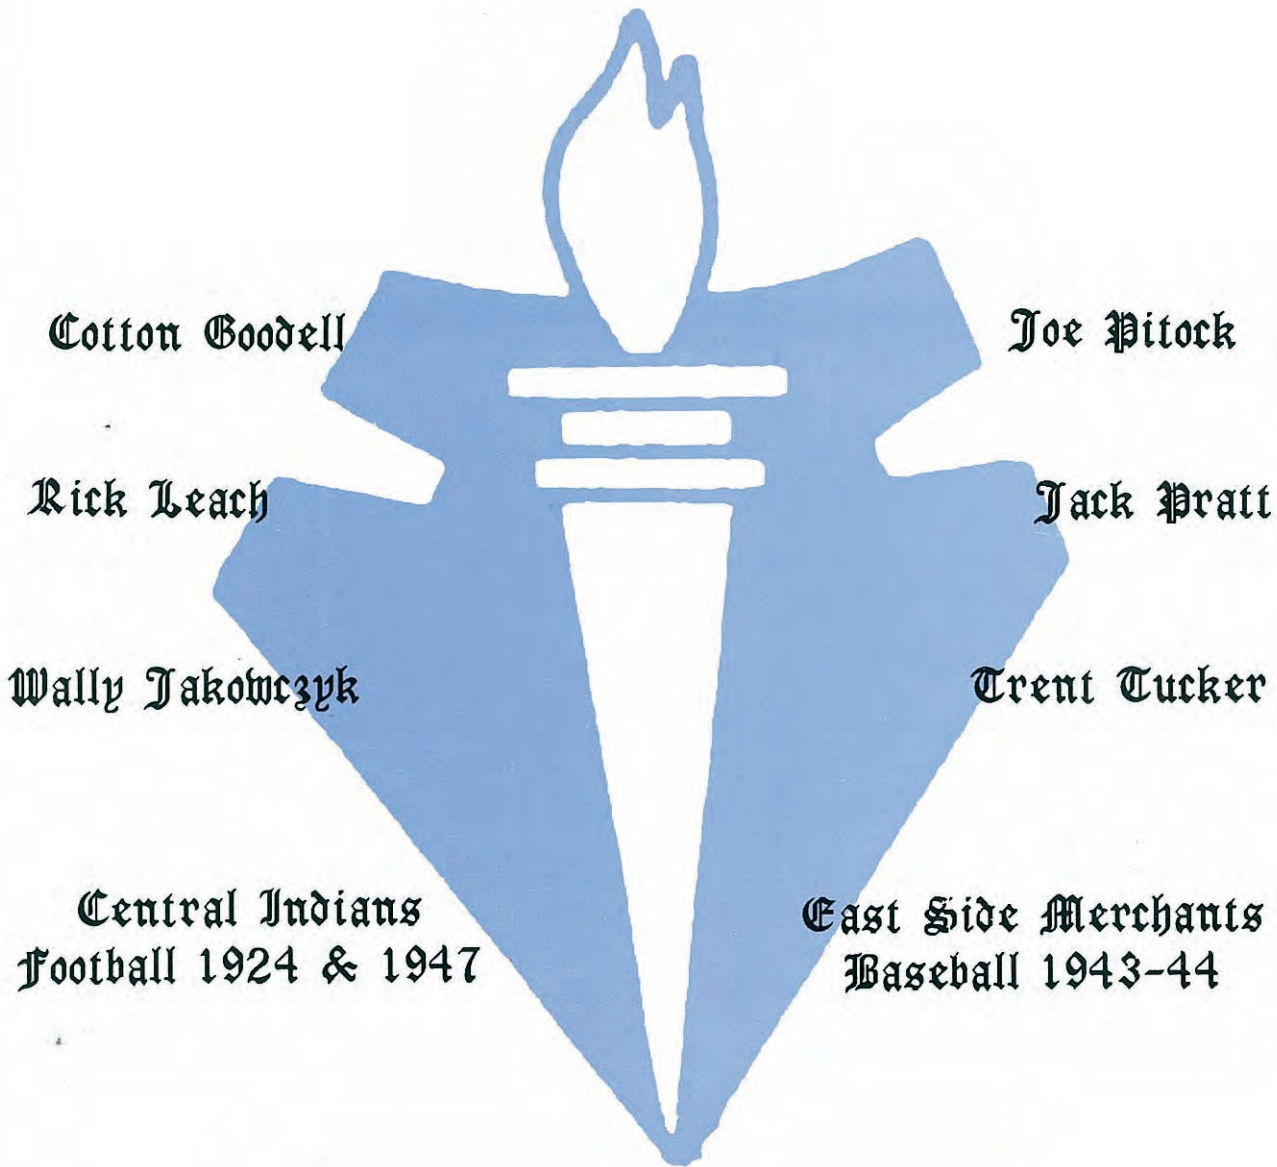 Cotton Goodell
Joe Pitock
Rick Leach
Jack Pratt
Wally Jakowczyk
Trent Tucker
Central Indians
Football 1924 & 1947
East Side Merchants
Baseball 1943-44